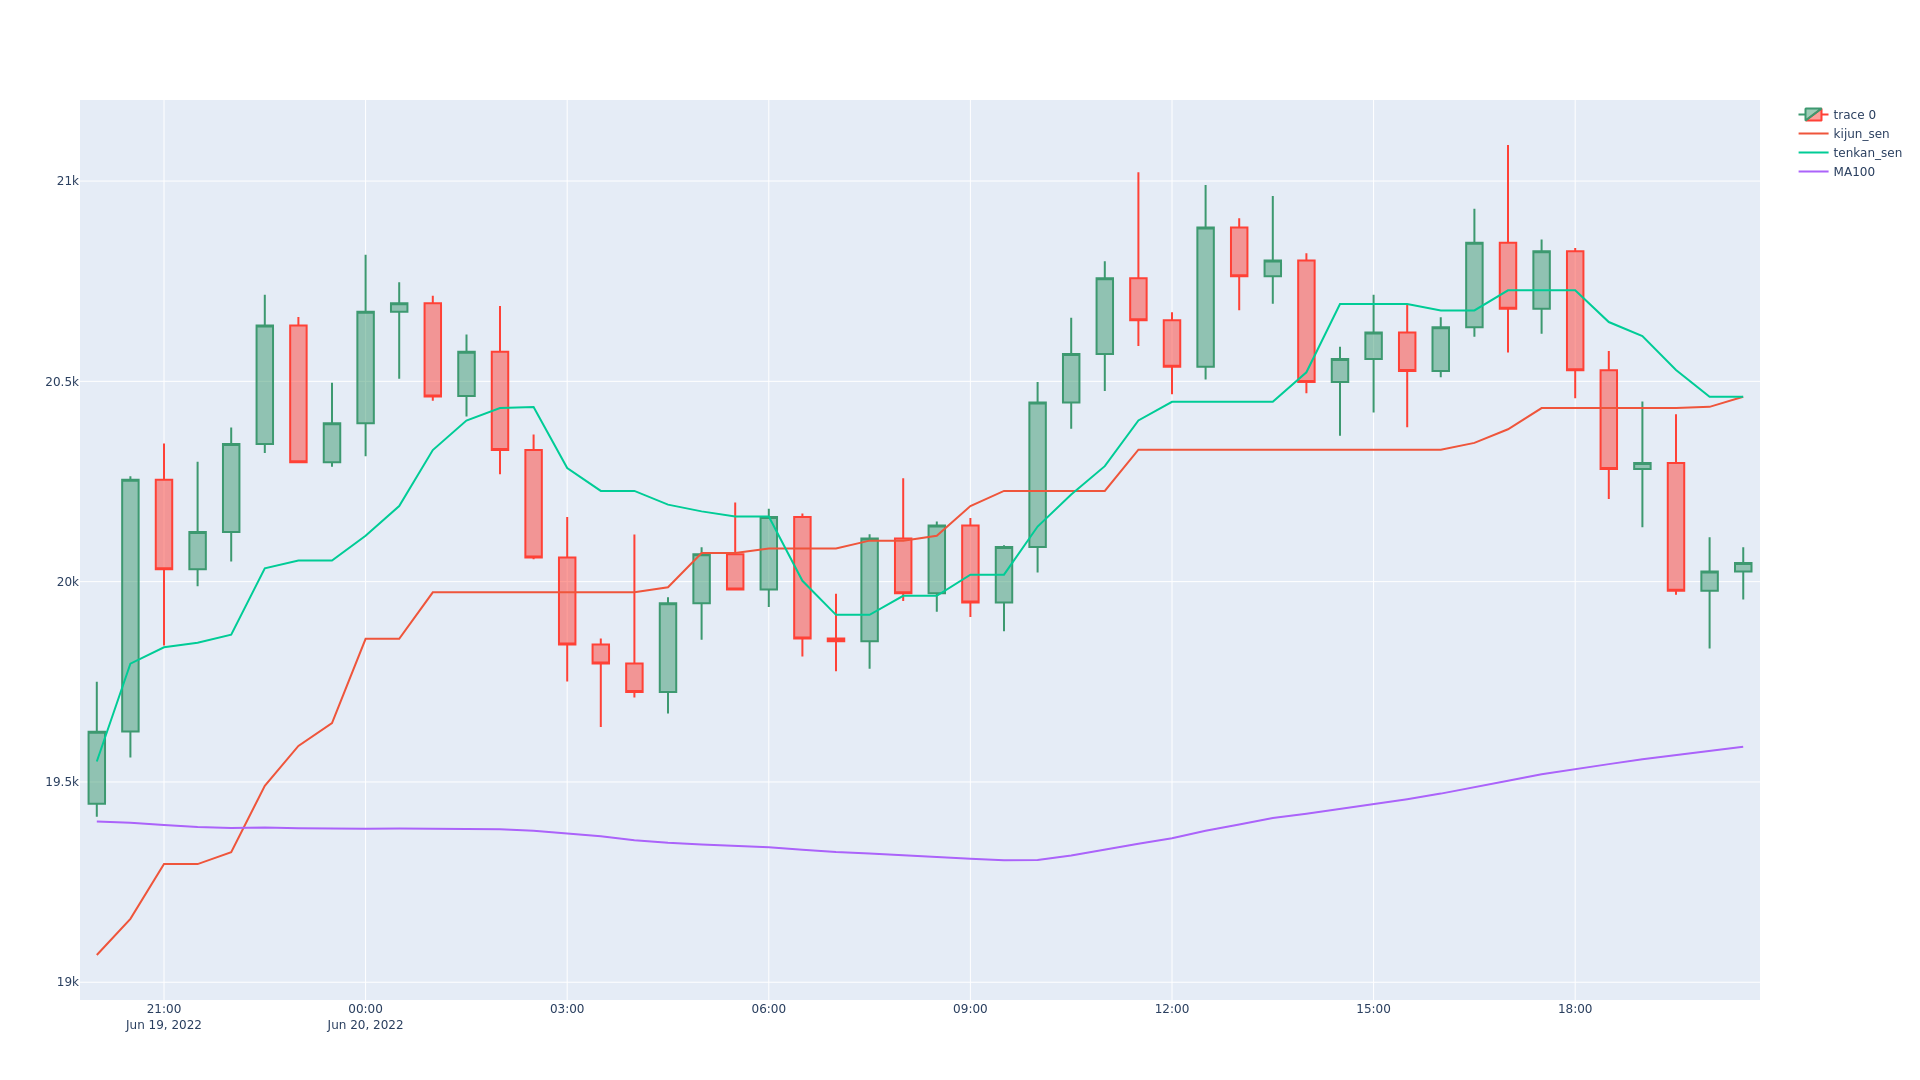 trace 0
kijun_sen
tenkan_sen
MA100
21k
20.5k
20k
19.5k
19k
21:00
Jun 19, 2022
00:00
Jun 20, 2022
03:00
06:00
09:00
12:00
15:00
18:00